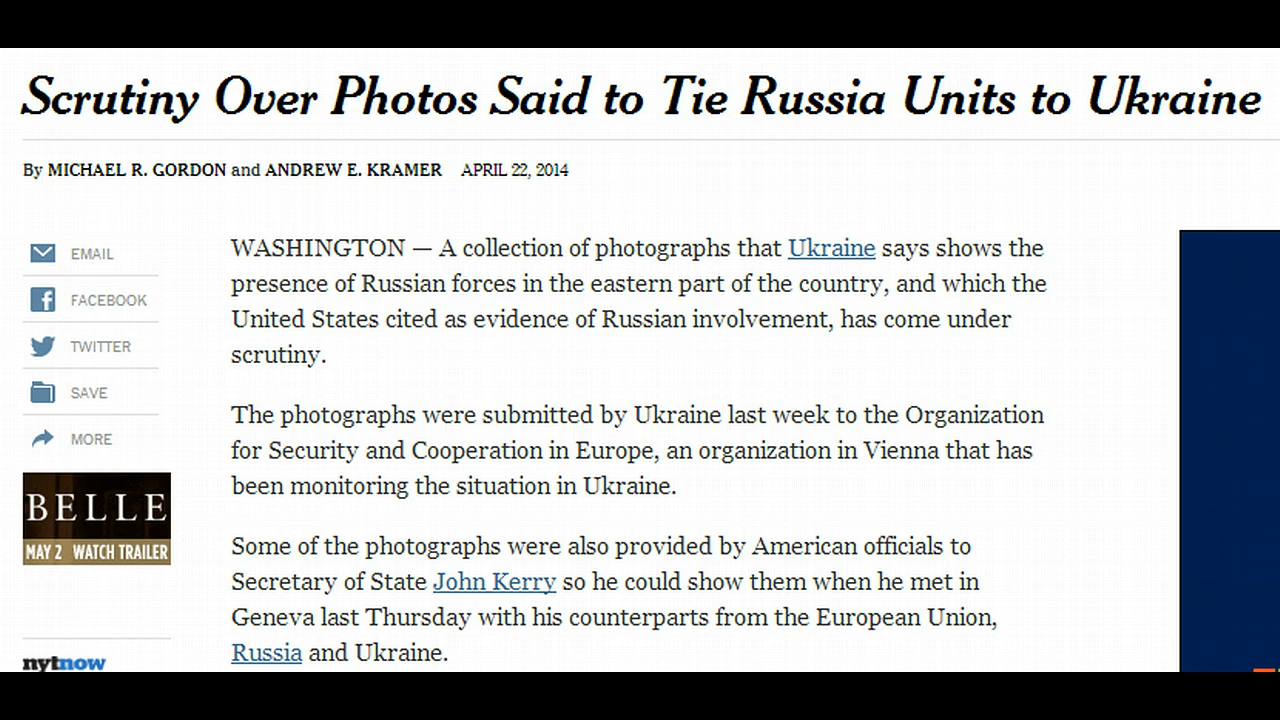 Scrutiny Over Photos Said to Tie Russia Units to Ukraine
By MICHAEL R. GORDON and ANDREW E. KRAMER APRIL 22, 2014
EMAIL
FACEBOOK
TWITTER
SAVE
MORE
BELLE
MAY 2 WATCH TRAILER
nytnow
WASHINGTON — A collection of photographs that Ukraine says shows the
presence of Russian forces in the eastern part of the country, and which the
United States cited as evidence of Russian involvement, has come under
scrutiny.
The photographs were submitted by Ukraine last week to the Organization
for Security and Cooperation in Europe, an organization in Vienna that has
been monitoring the situation in Ukraine.
Some of the photographs were also provided by American officials to
Secretary of State John Kerry so he could show them when he met in
Geneva last Thursday with his counterparts from the European Union,
Russia and Ukraine.